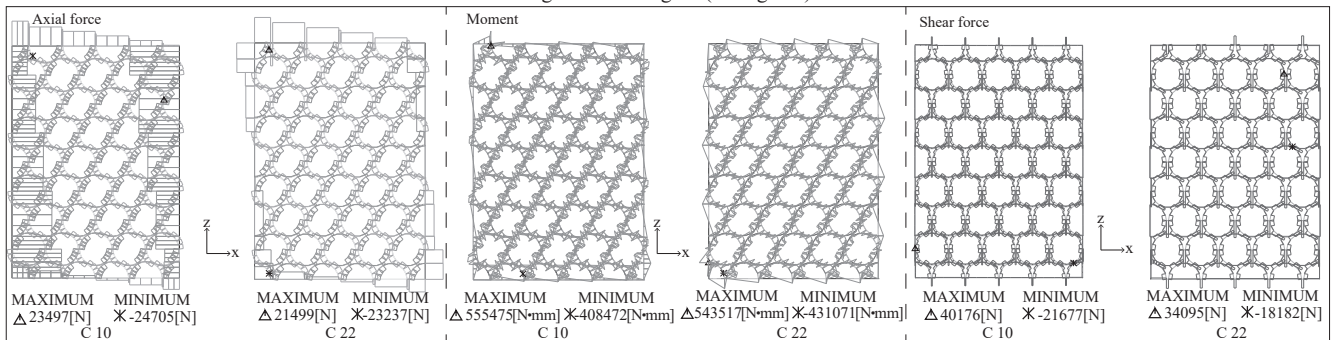 Axial force
Z
x
MAXIMUM MINIMUM
△23497[N] ✳-24705[N]
C 10
MAXIMUM MINIMUM
△21499[N] ✳-23237[N]
C 22
Moment
Z
x
MAXIMUM MINIMUM
△555475[N•mm] ✳-408472[N•mm]
C 10
MAXIMUM MINIMUM
△543517[N•mm] ✳-431071[N•mm]
C 22
Shear force
Z
x
MAXIMUM MINIMUM
△40176[N] ✳-21677[N]
C 10
MAXIMUM MINIMUM
△34095[N] ✳-18182[N]
C 22